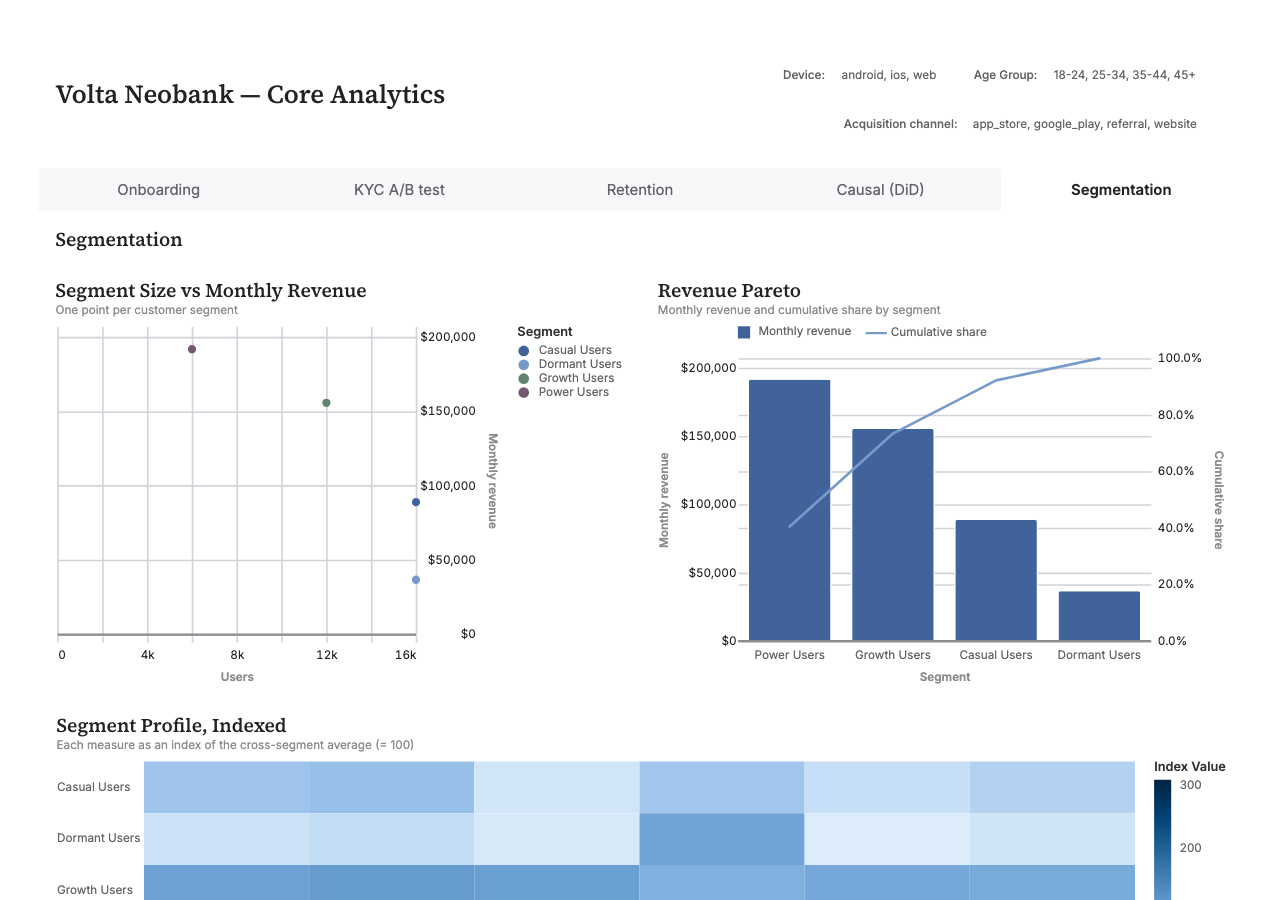 Volta Neobank — Core Analytics
Device: android, ios, web Age Group: 18-24, 25-34, 35-44, 45+
Acquisition channel: app_store, google_play, referral, website
Onboarding KYC A/B test Retention Causal (DiD) Segmentation
Segmentation
Segment Size vs Monthly Revenue
One point per customer segment
$200,000
$150,000
$100,000
$50,000
$0
Monthly revenue
0 4k 8k 12k 16k
Users
Segment
Casual Users
Dormant Users
Growth Users
Power Users
Revenue Pareto
Monthly revenue and cumulative share by segment
Monthly revenue Cumulative share
$200,000
$150,000
$100,000
$50,000
$0
Monthly revenue
100.0%
80.0%
60.0%
40.0%
20.0%
0.0%
Cumulative share
Power Users Growth Users Casual Users Dormant Users
Segment
Segment Profile, Indexed
Each measure as an index of the cross-segment average (= 100)
Casual Users
Dormant Users
Growth Users
Index Value
300
200